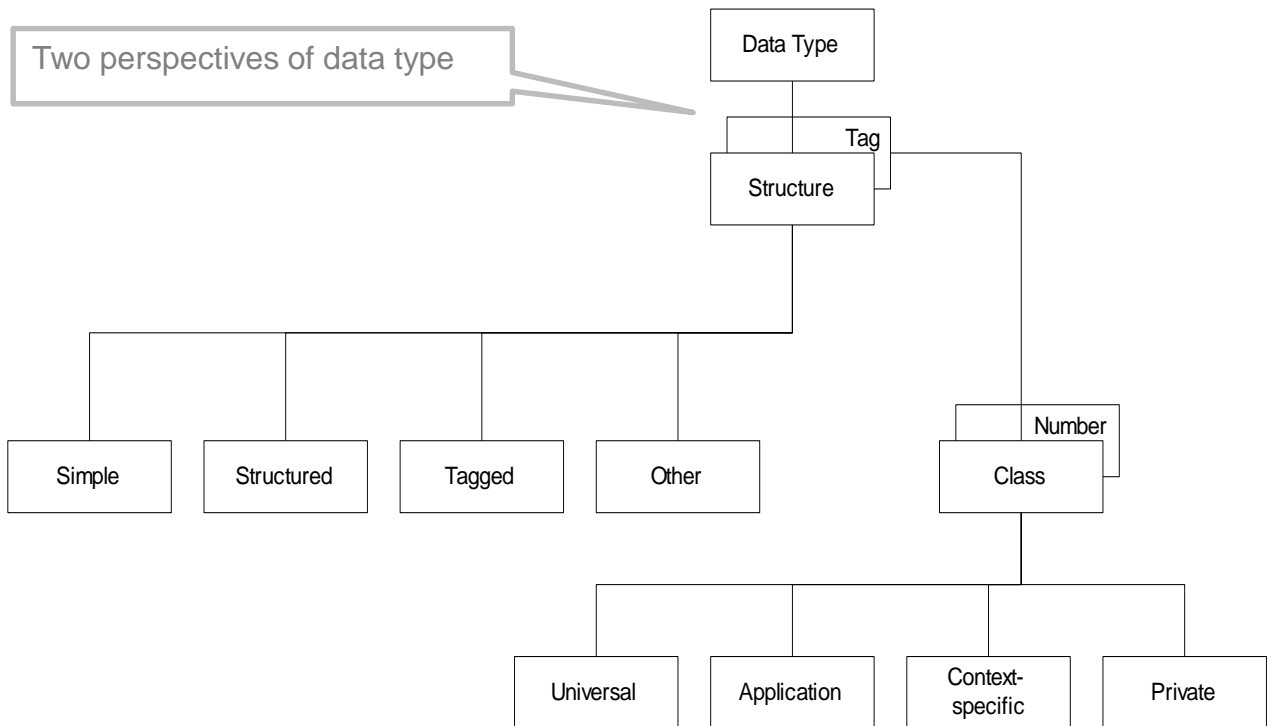 Two perspectives of data type
Data Type
Tag
Structure
Simple
Structured
Tagged
Other
Number
Class
Universal
Application
Context-
specific
Private